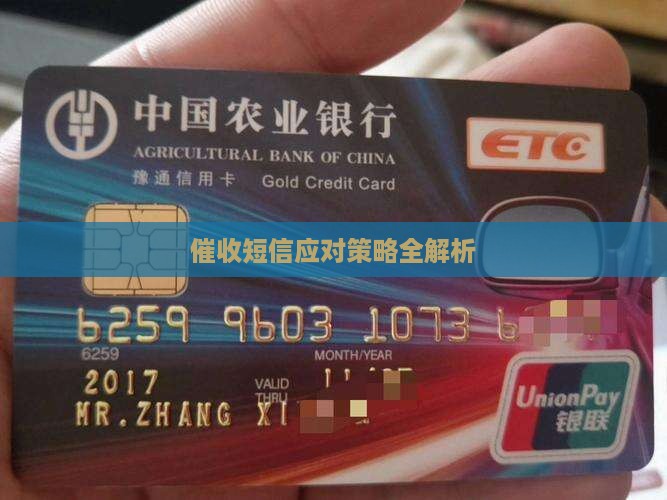 中国农业银行
AGRICULTURAL BANK OF CHINA
ETC
豫通信用卡 Gold Credit Card
催收短信应对策略全解析
6259 9603 1073
6259
MONTH/YEAR
2017
VALID THRU
MR.ZHANG
UnionPay
银联